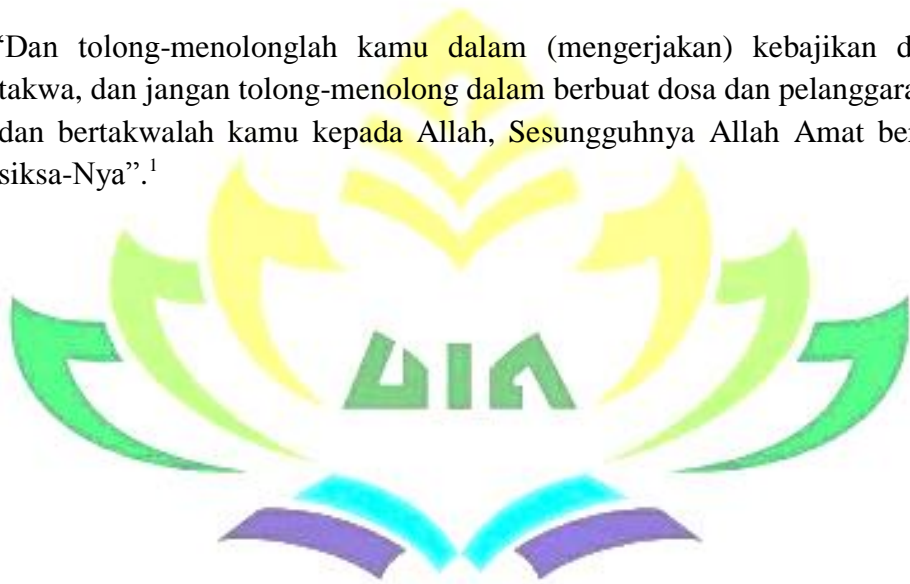 “Dan tolong-menolonglah kamu dalam (mengerjakan) kebajikan d
takwa, dan jangan tolong-menolong dalam berbuat dosa dan pelanggara
dan bertakwalah kamu kepada Allah, Sesungguhnya Allah Amat ber
siksa-Nya”.¹